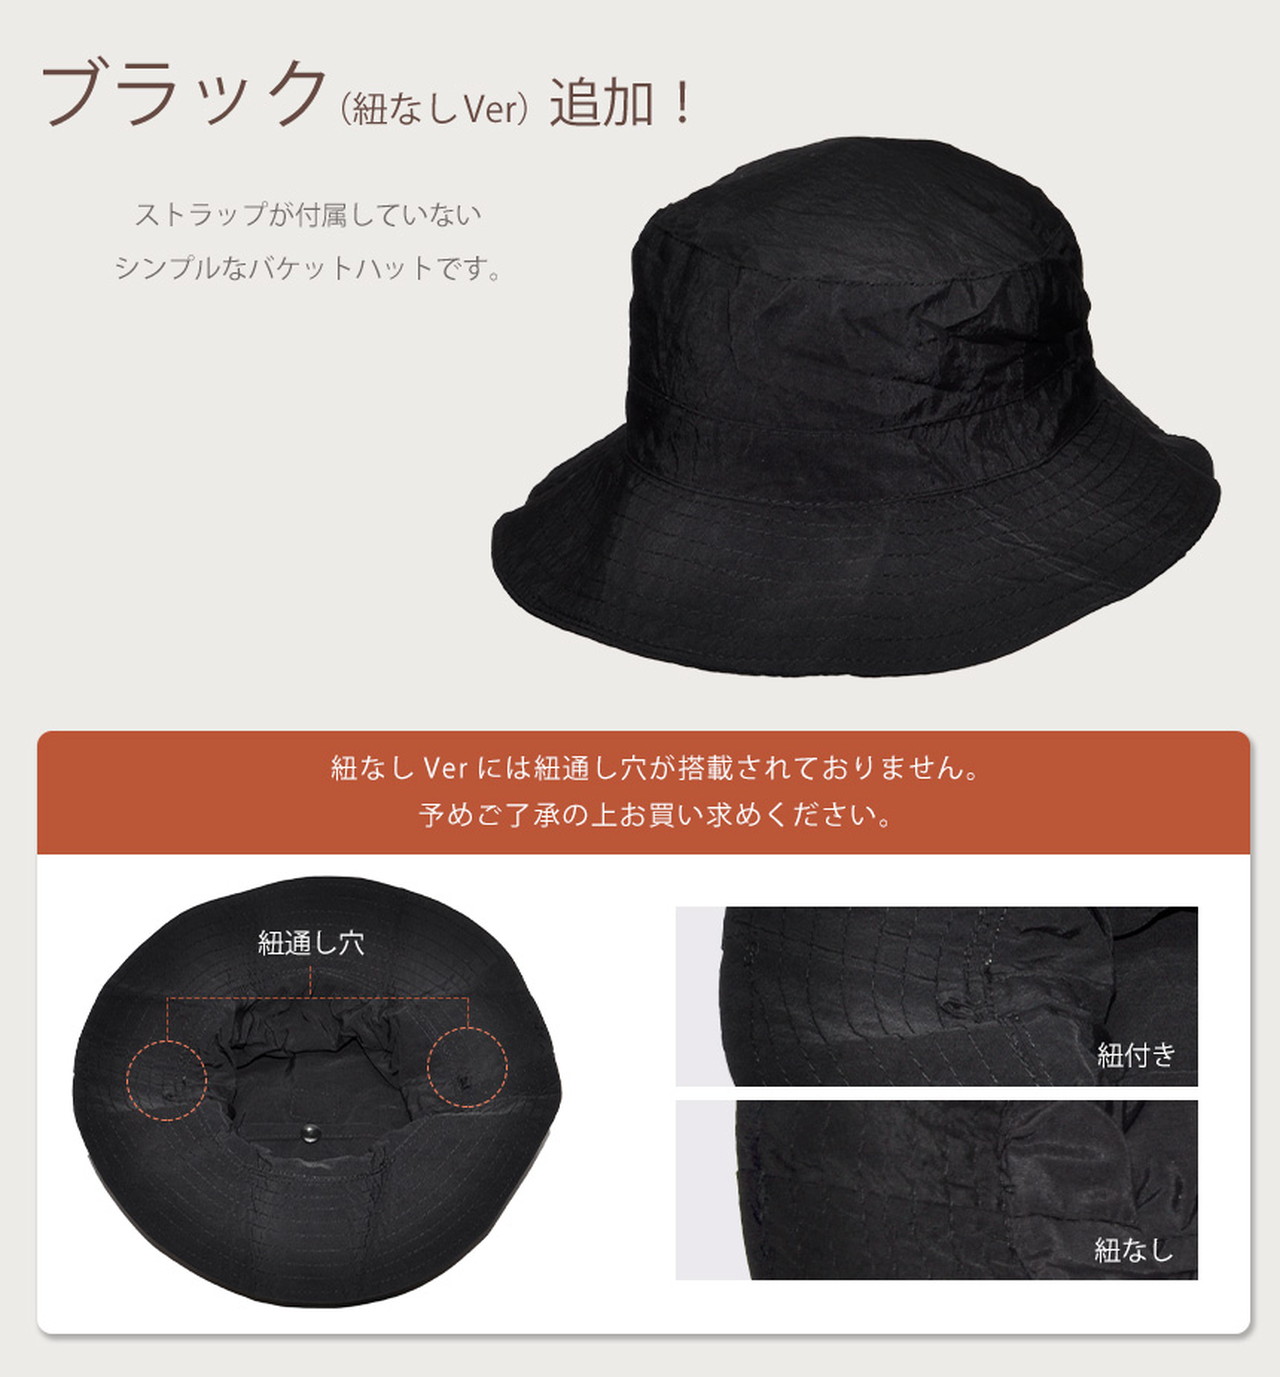 ブラック（紐なしVer）追加！
ストラップが付属していない
シンプルなバケットハットです。
紐なしVerには紐通し穴が搭載されておりません。
予めご了承の上お買い求めください。
紐通し穴
紐付き
紐なし